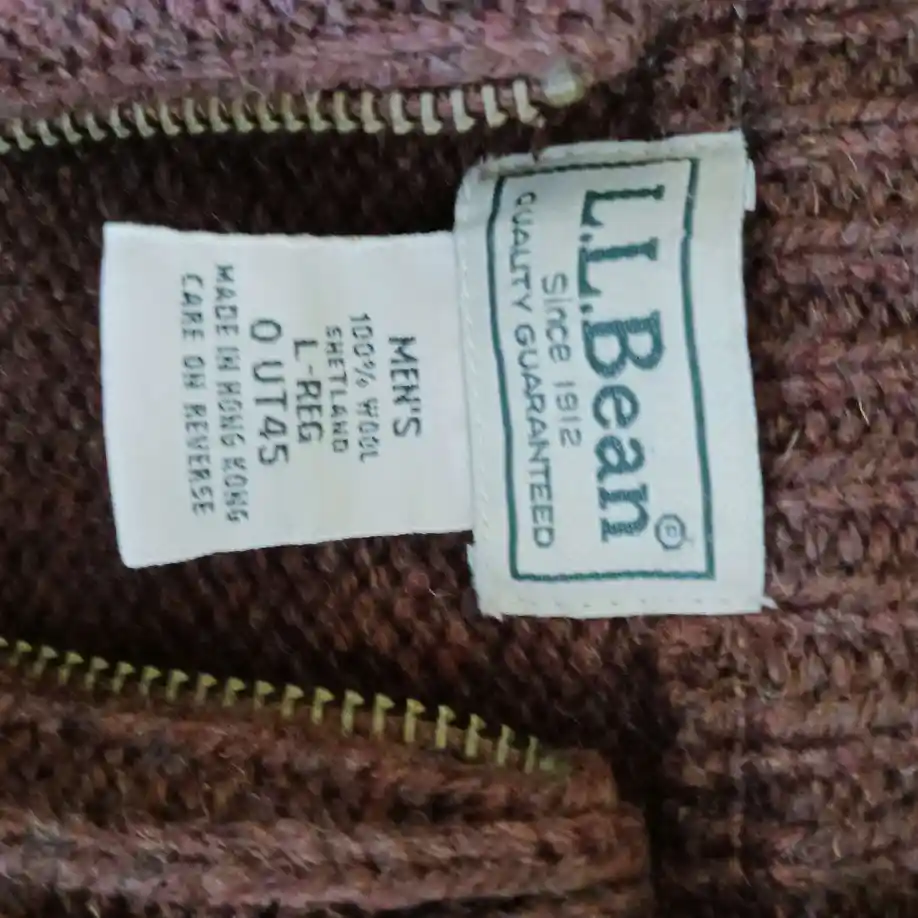 L.L.Bean®
Since 1912
QUALITY GUARANTEED
MEN'S
100% WOOL
SHETLAND
L-REG
0 UT45
MADE IN HONG KONG
CARE ON REVERSE